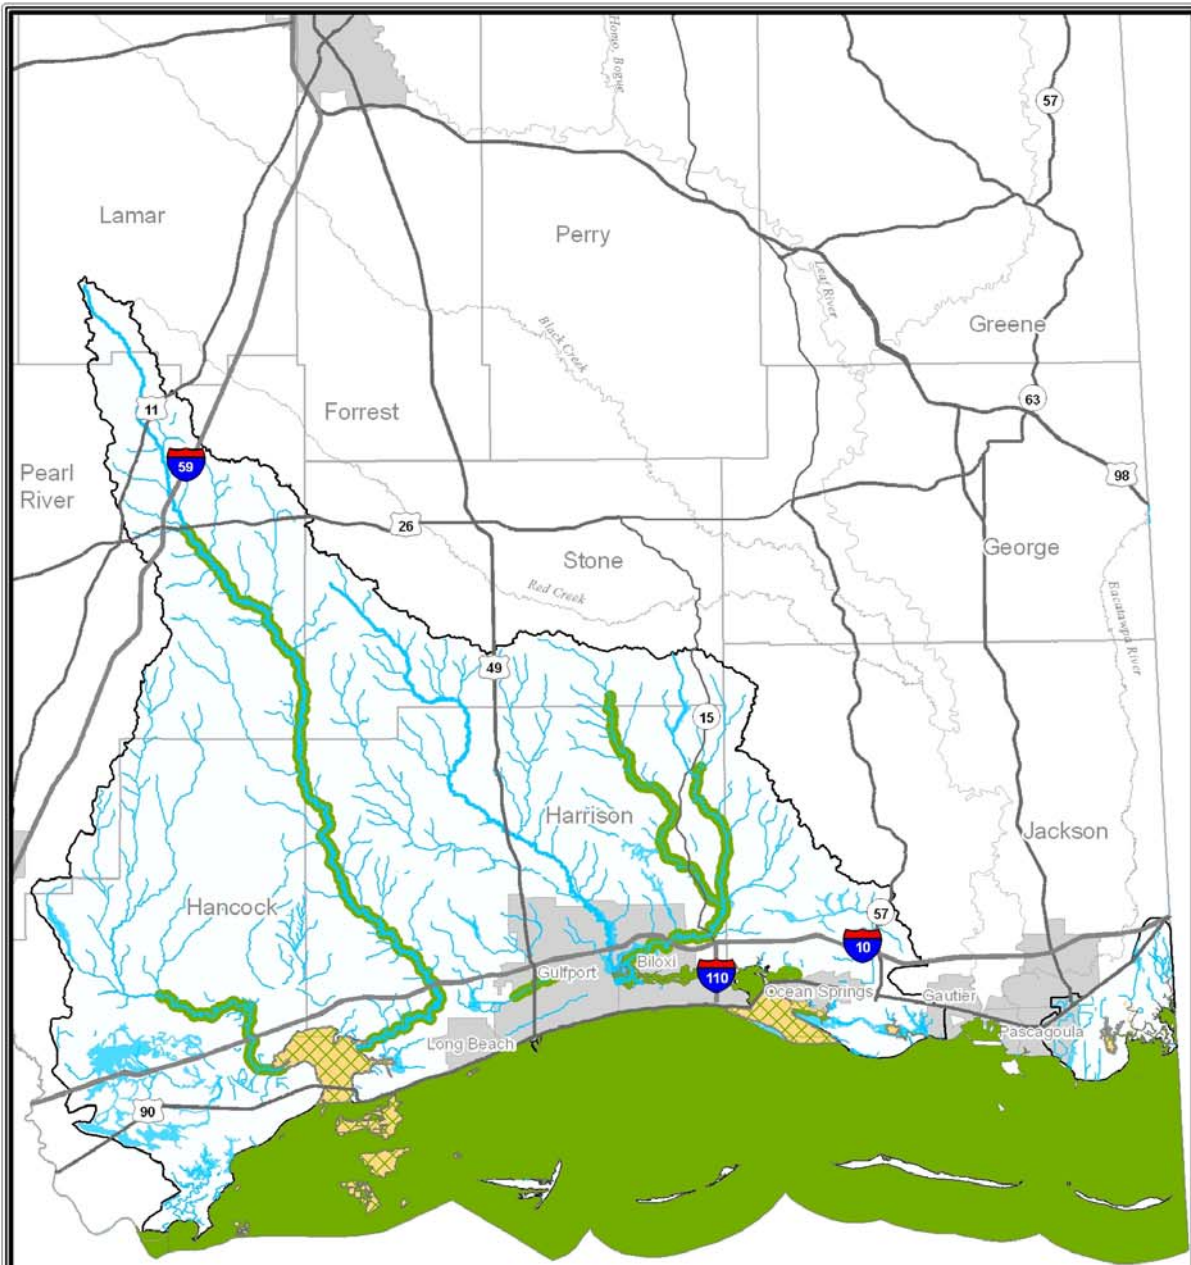 Homo, Bogue
57
Lamar
Perry
Leaf River
Greene
Black Creek
11
Forrest
63
59
Pearl
River
98
26
Stone
George
Red Creek
Escatawpa River
49
15
Harrison
Jackson
Hancock
57
10
Biloxi
Gulfport
110
Ocean Springs
Gautier
Long Beach
Pascagoula
90